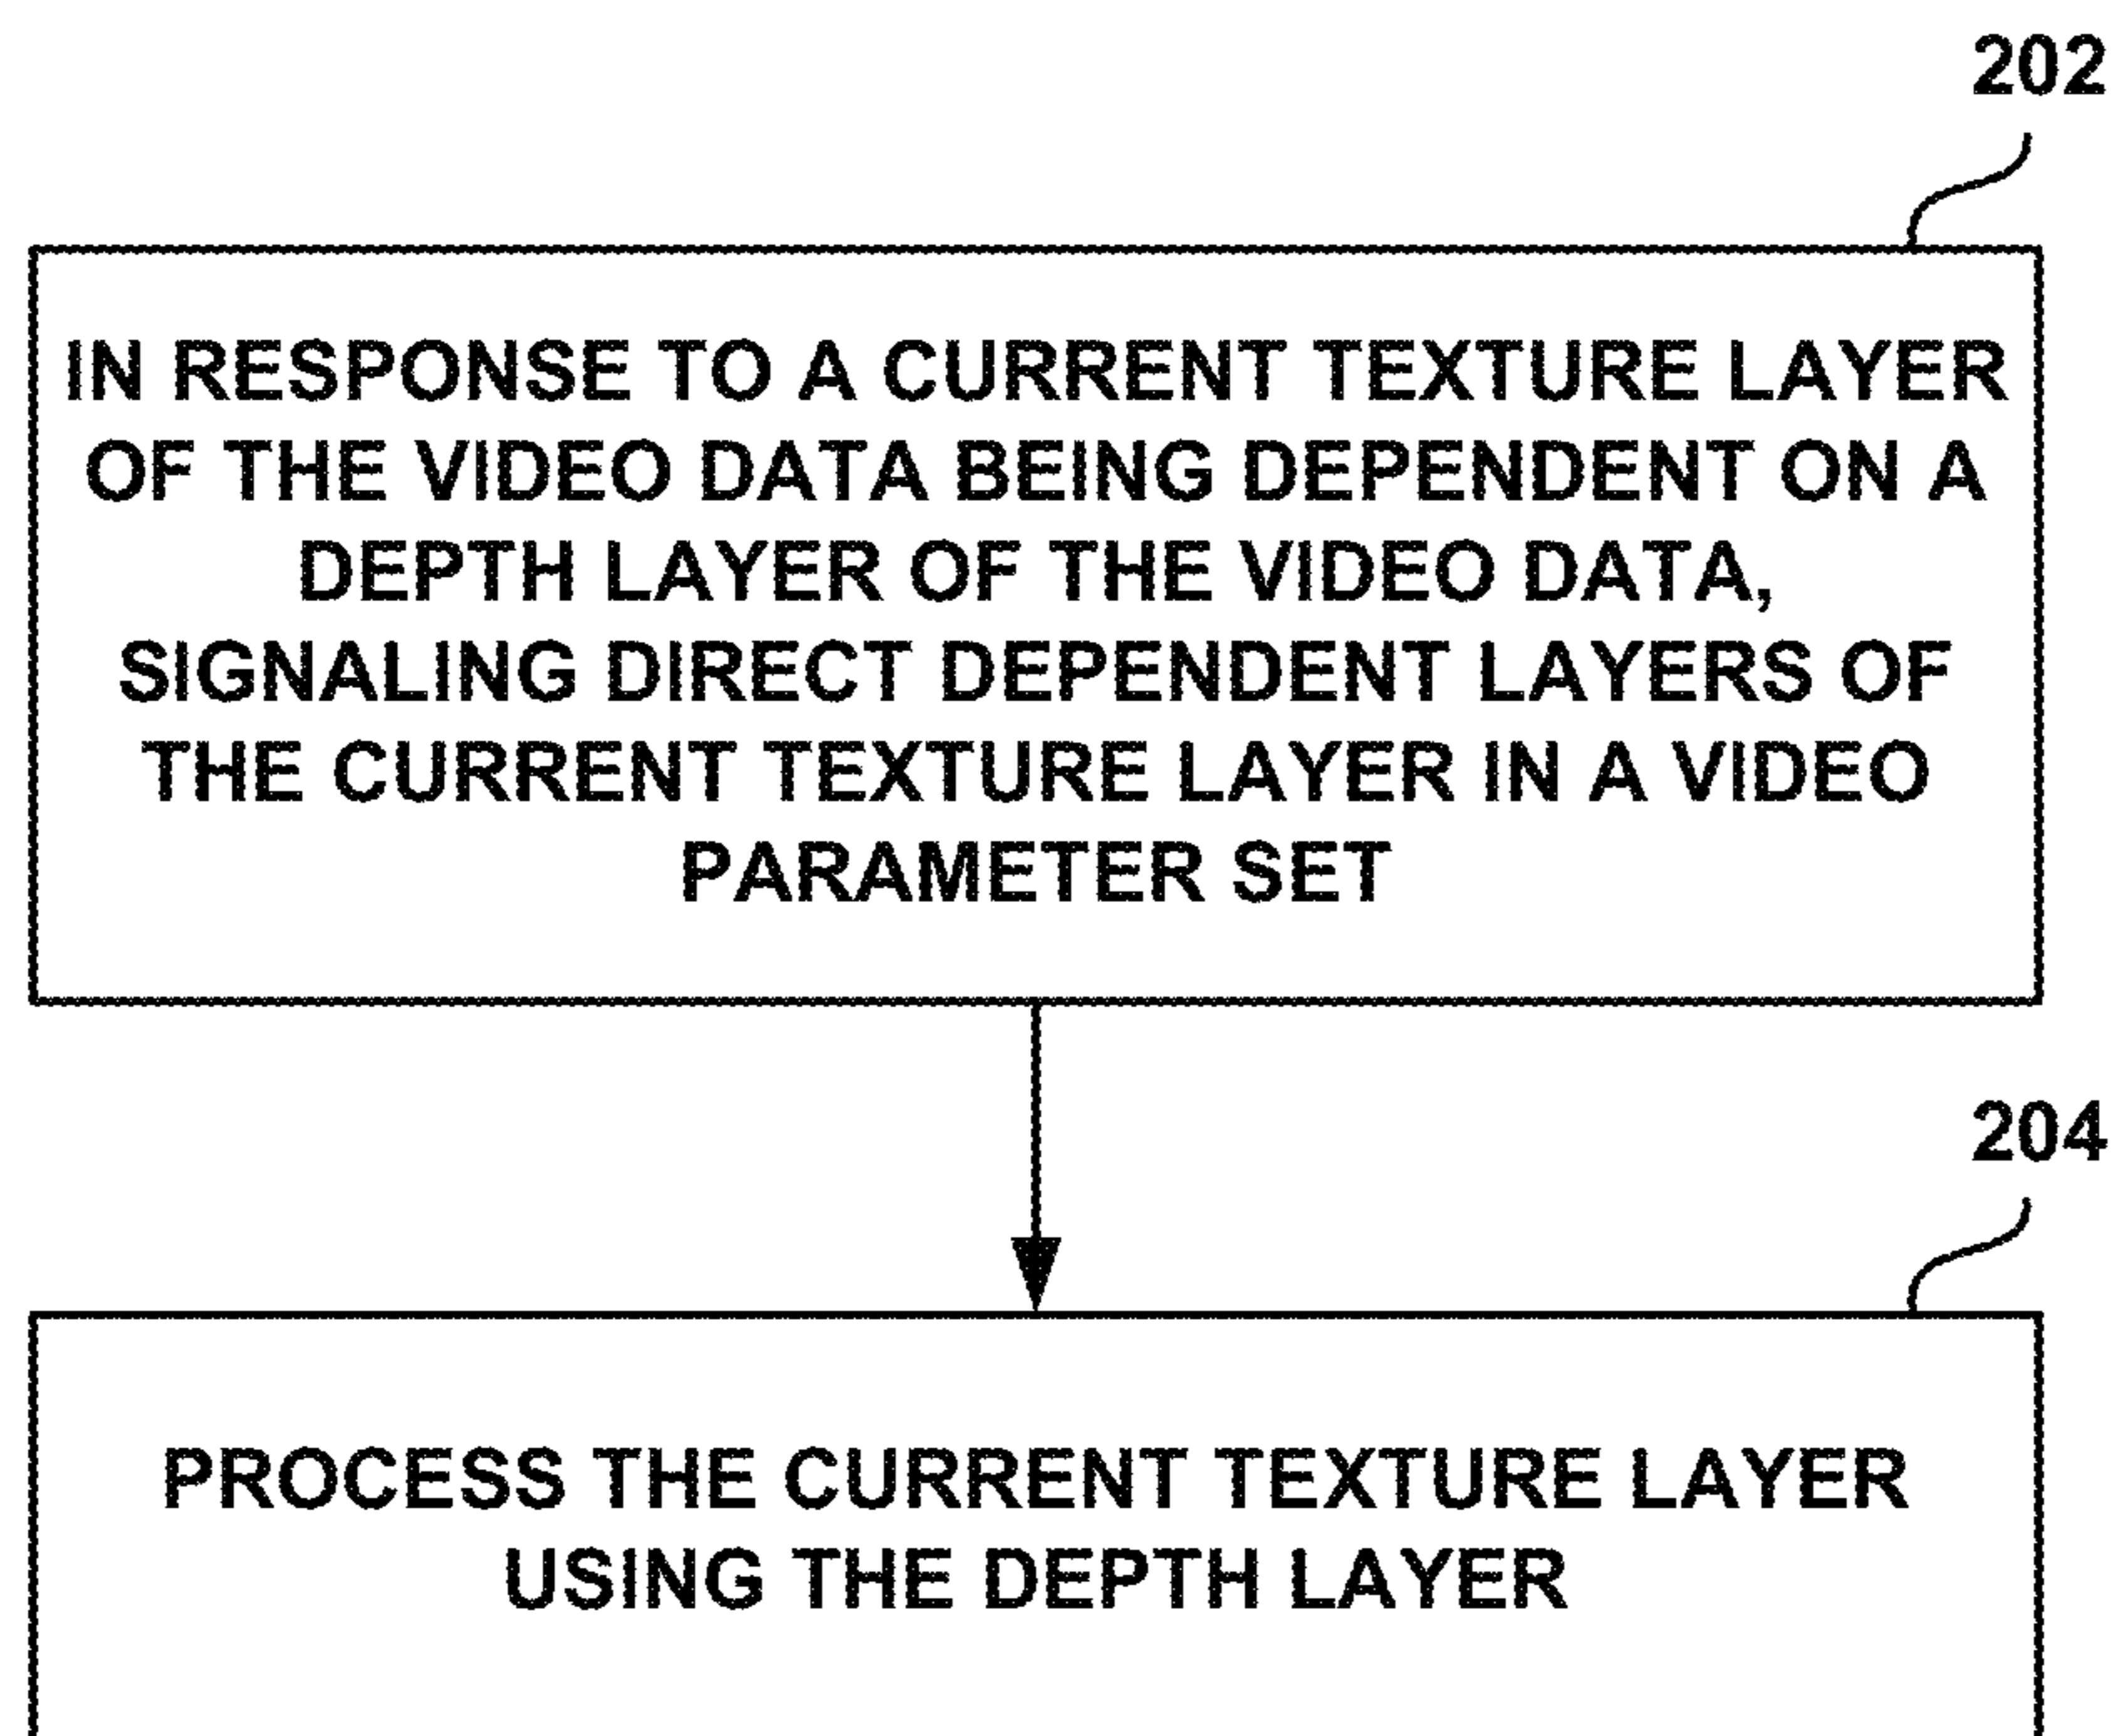 202
IN RESPONSE TO A CURRENT TEXTURE LAYER
OF THE VIDEO DATA BEING DEPENDENT ON A
DEPTH LAYER OF THE VIDEO DATA,
SIGNALING DIRECT DEPENDENT LAYERS OF
THE CURRENT TEXTURE LAYER IN A VIDEO
PARAMETER SET
204
PROCESS THE CURRENT TEXTURE LAYER
USING THE DEPTH LAYER